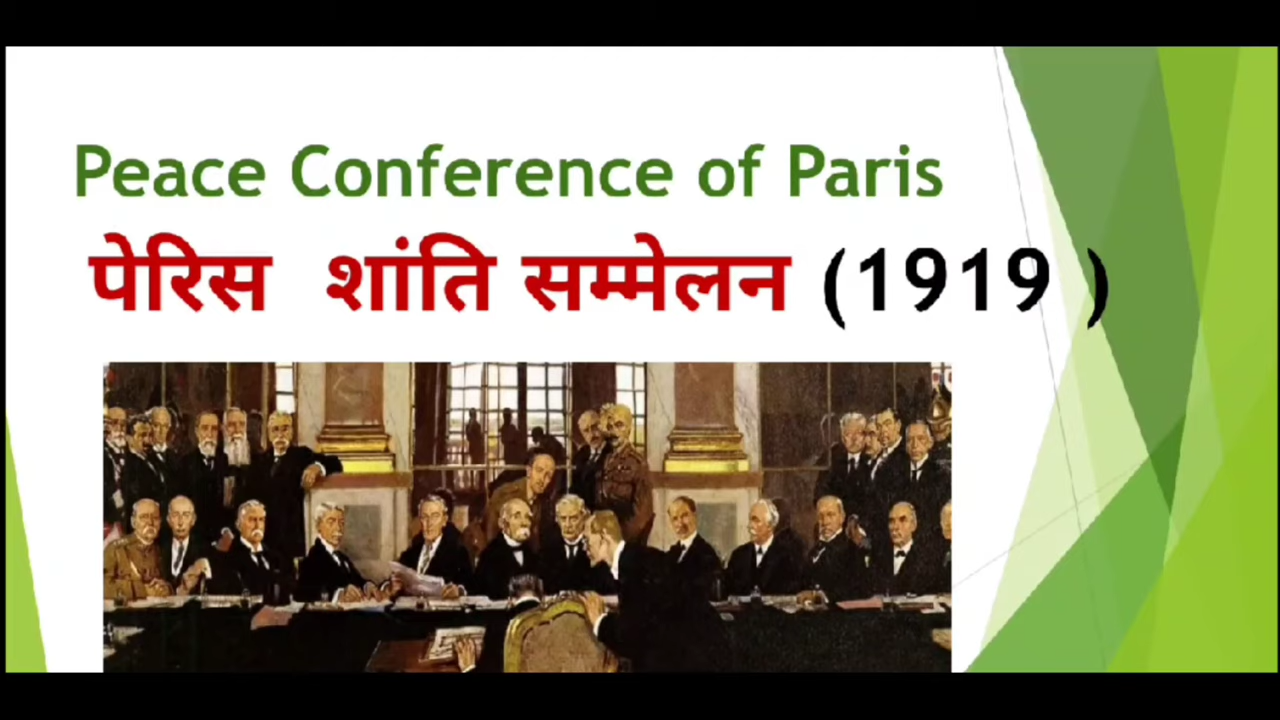 Peace Conference of Paris
पेरिस शांति सम्मेलन (1919 )